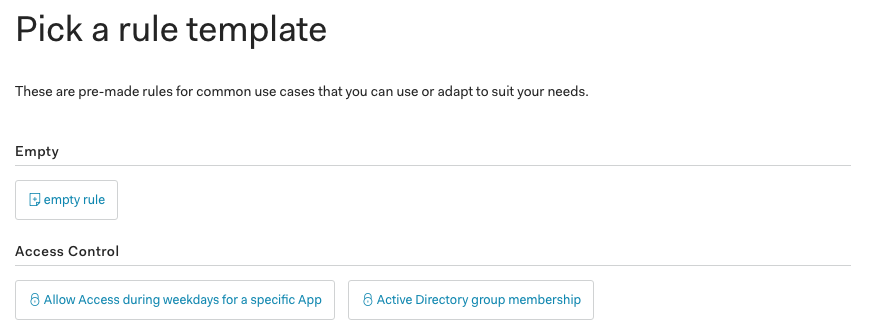 Pick a rule template
These are pre-made rules for common use cases that you can use or adapt to suit your needs.
Empty
empty rule
Access Control
Allow Access during weekdays for a specific App
Active Directory group membership